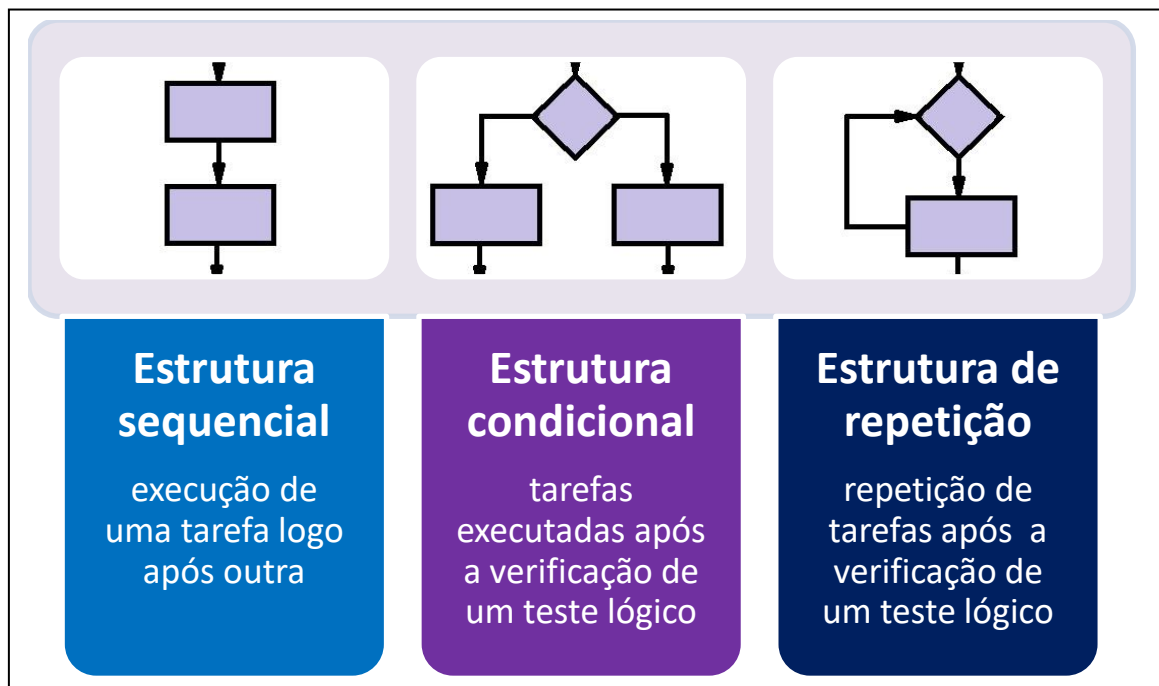 Estrutura
sequencial
execução de
uma tarefa logo
após outra
Estrutura
condicional
tarefas
executadas após
a verificação de
um teste lógico
Estrutura de
repetição
repetição de
tarefas após  a
verificação de
um teste lógico